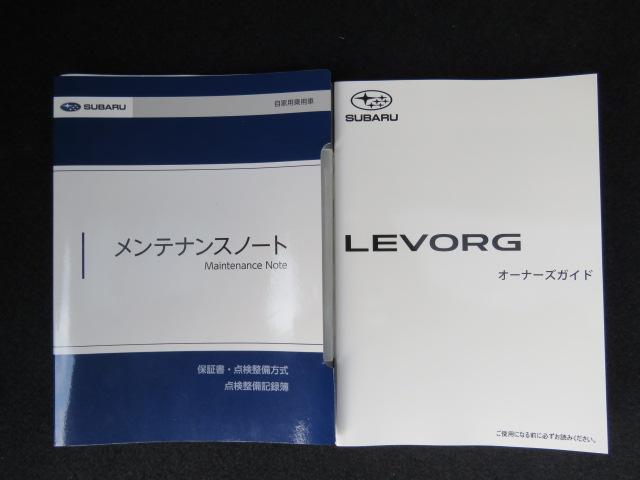 SUBARU
自家用乗用車
メンテナンスノート
Maintenance Note
保証書・点検整備方式
点検整備記録簿
SUBARU
LEVORG
オーナーズガイド
ご使用になる前に必ずお読みください。